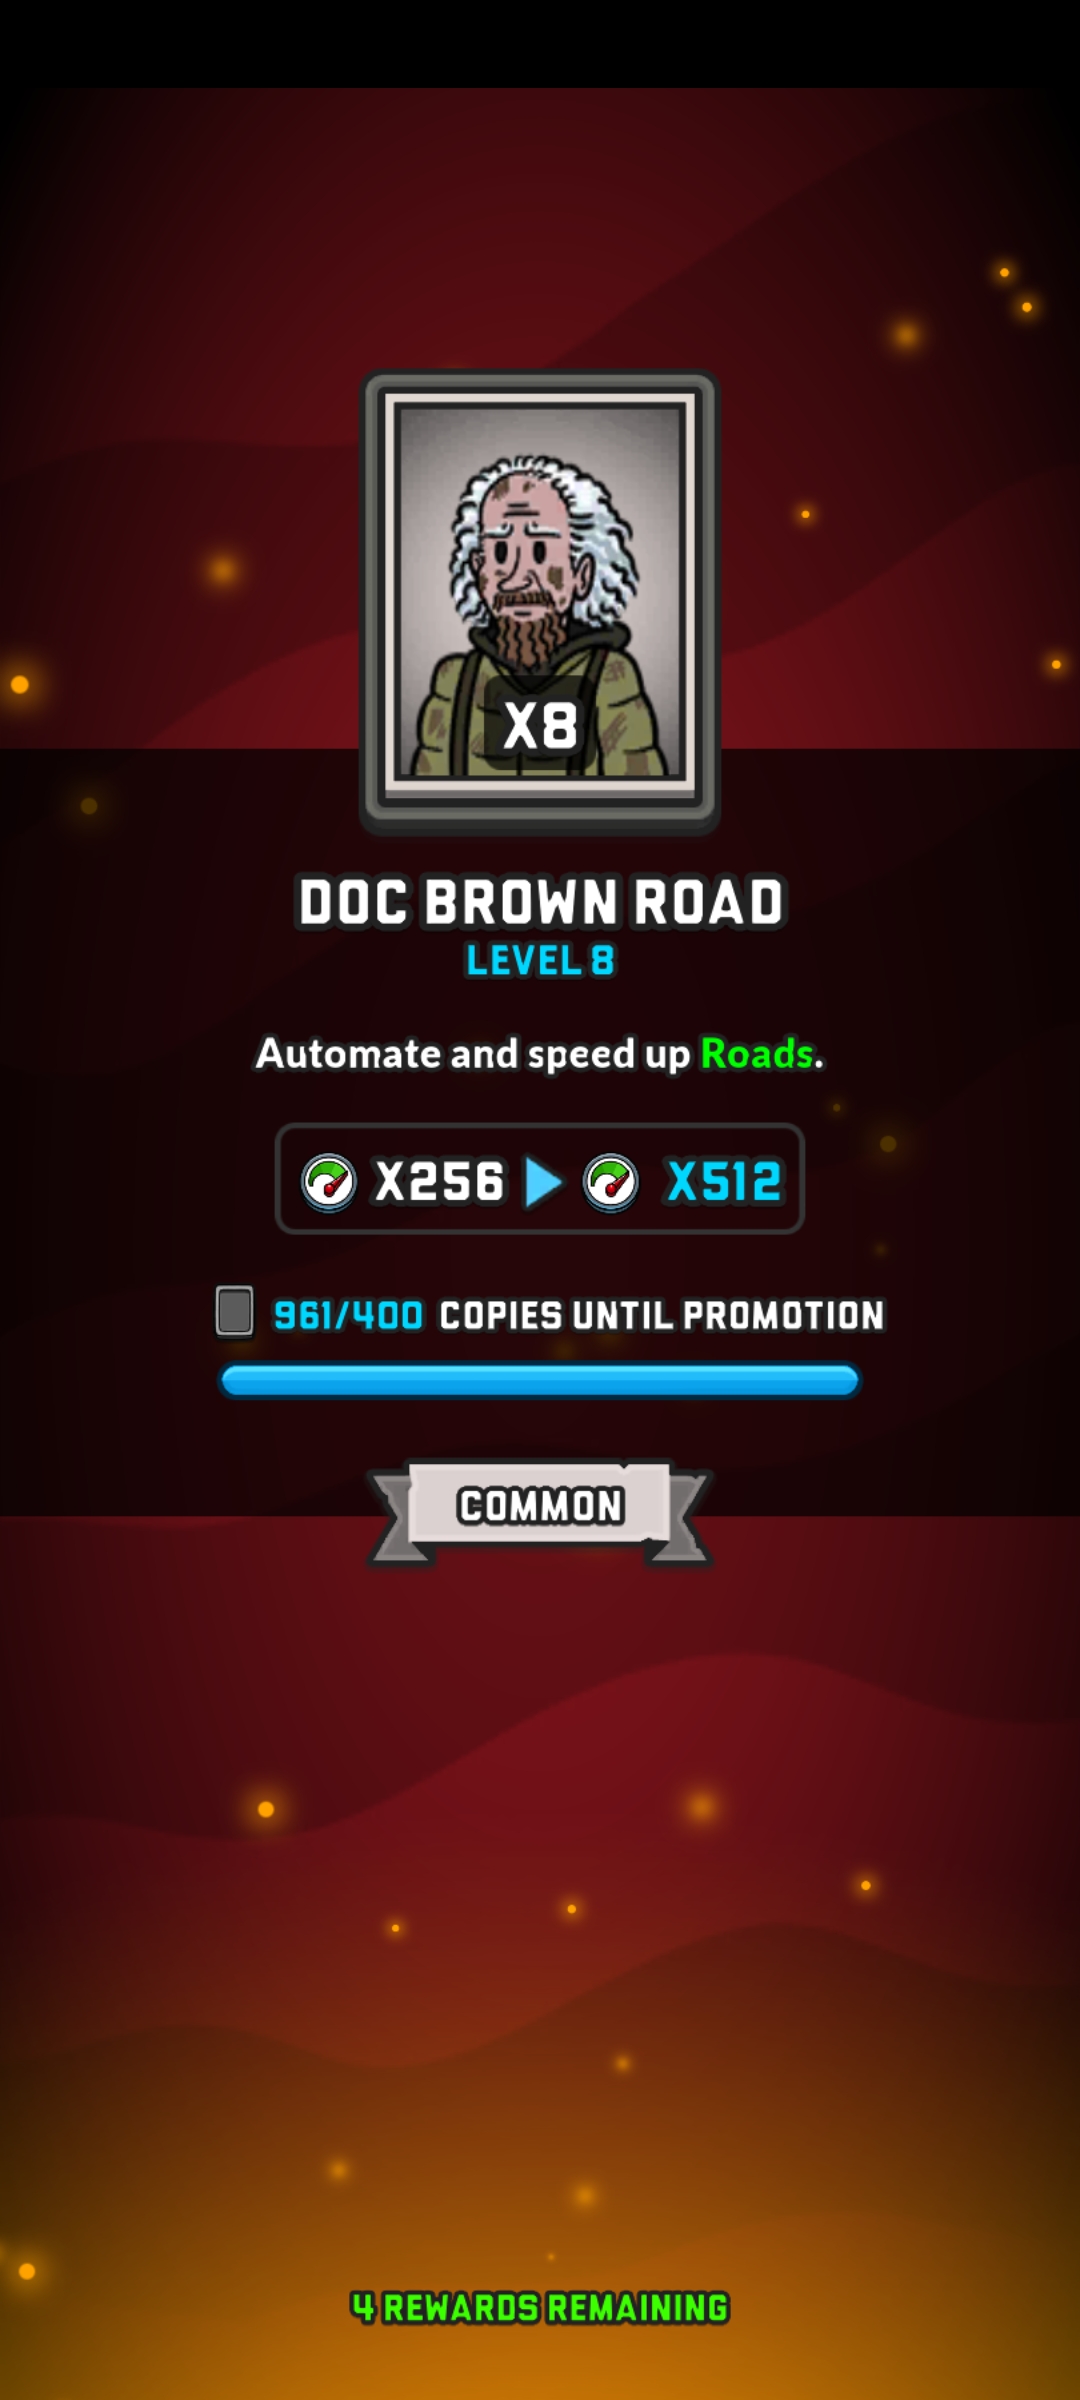 X8
DOC BROWN ROAD
LEVEL 8
Automate and speed up Roads.
X256 X512
961/400 COPIES UNTIL PROMOTION
COMMON
4 REWARDS REMAINING